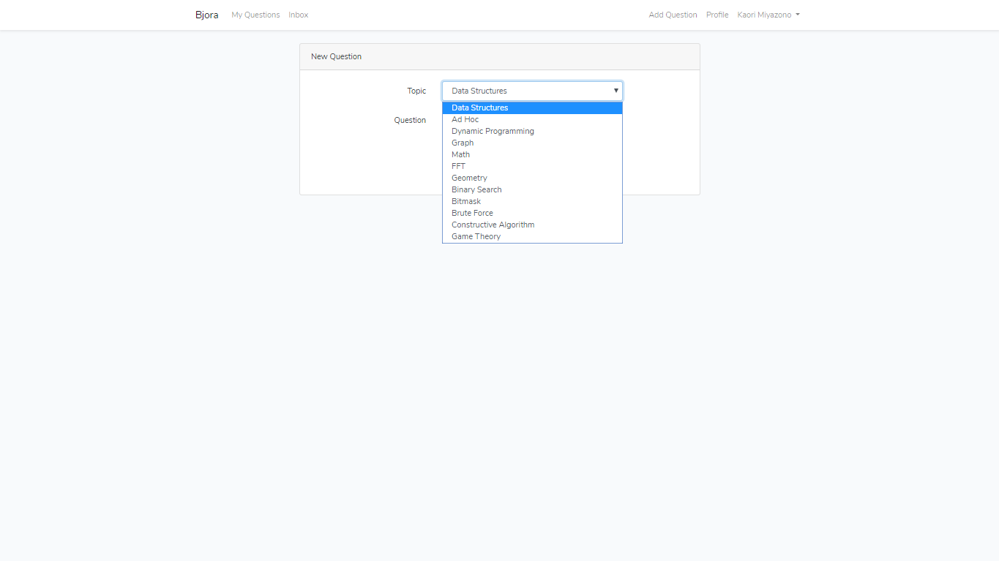 Bjora My Questions Inbox Add Question Profile Kaori Miyazono
New Question
Topic Data Structures
Data Structures
Question
Ad Hoc
Dynamic Programming
Graph
Math
FFT
Geometry
Binary Search
Bitmask
Brute Force
Constructive Algorithm
Game Theory